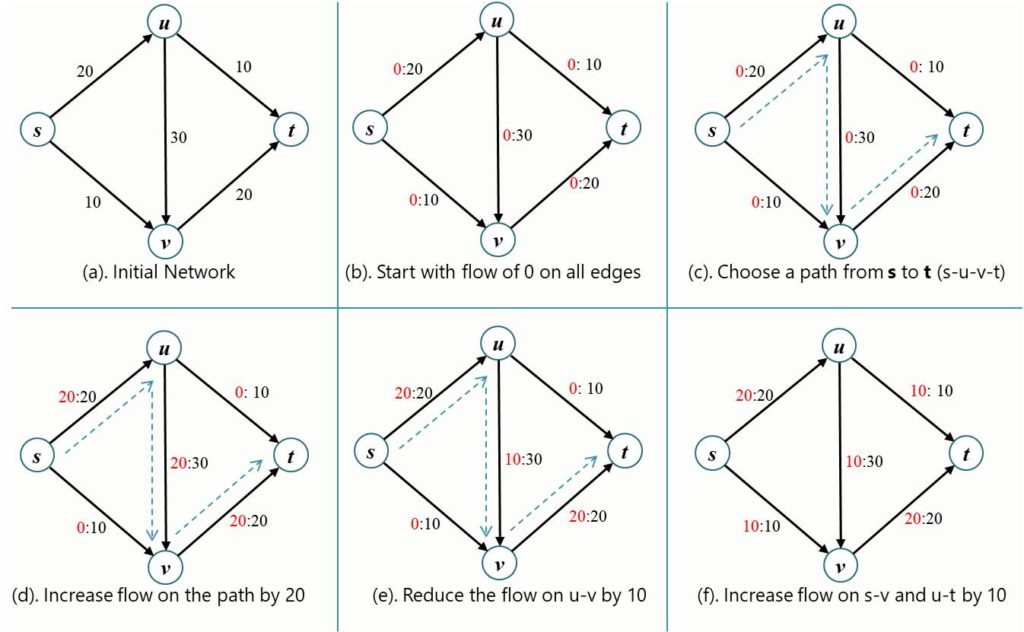 u
20
10
s
t
30
10
20
v
(a). Initial Network
u
0:20
0: 10
s
t
0:30
0:10
0:20
v
(b). Start with flow of 0 on all edges
u
0:20
0: 10
s
t
0:30
0:10
0:20
v
(c). Choose a path from s to t (s-u-v-t)
u
20:20
0: 10
s
t
20:30
0:10
20:20
v
(d). Increase flow on the path by 20
u
20:20
0: 10
s
t
10:30
0:10
20:20
v
(e). Reduce the flow on u-v by 10
u
20:20
10: 10
s
t
10:30
10:10
20:20
v
(f). Increase flow on s-v and u-t by 10